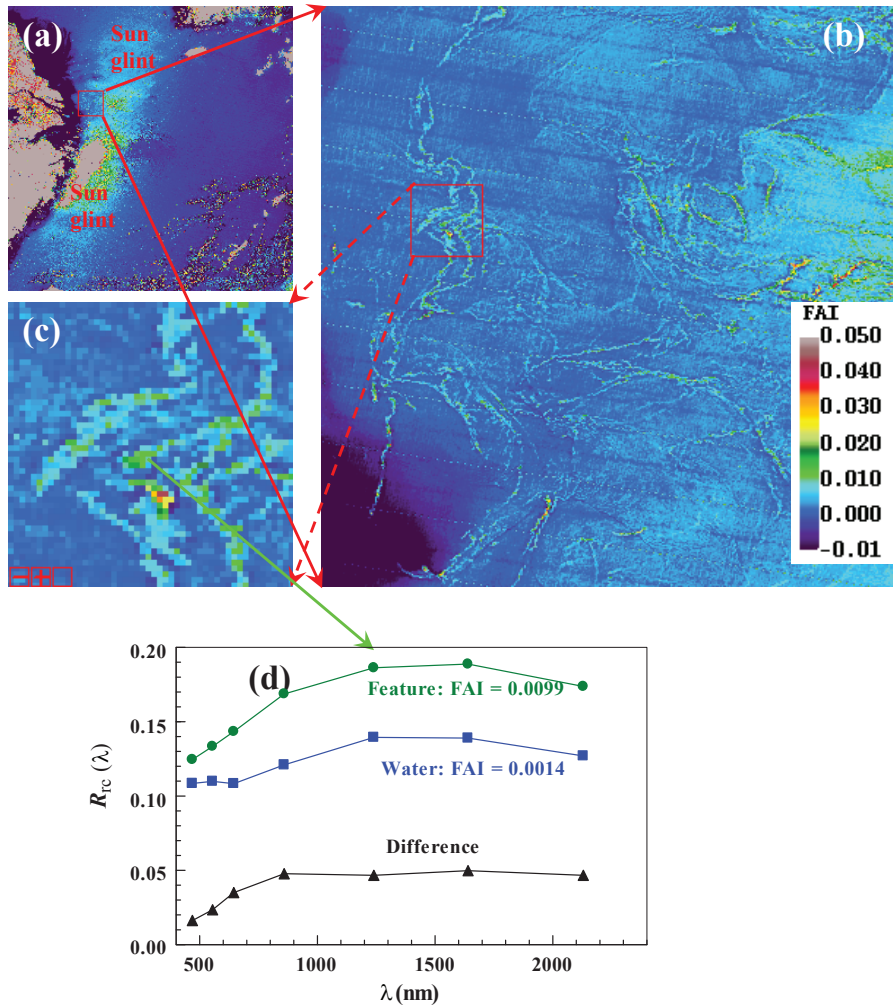 (a)
Sun
glint
Sun
glint
(b)
(c)
FAI
0.050
0.040
0.030
0.020
0.010
0.000
-0.01
(d)
0.20
0.15
0.10
0.05
0.00
Rrc (λ)
Feature: FAI = 0.0099
Water: FAI = 0.0014
Difference
500 1000 1500 2000
λ (nm)